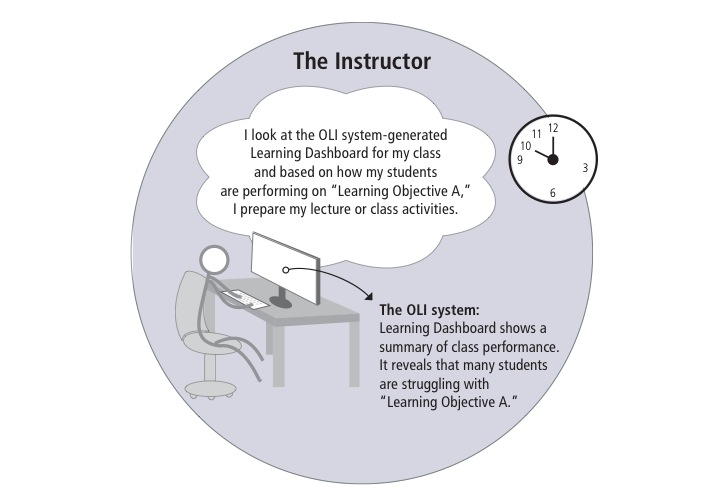 The Instructor
I look at the OLI system-generated
Learning Dashboard for my class
and based on how my students
are performing on “Learning Objective A,”
I prepare my lecture or class activities.
12
11
10
9
3
6
The OLI system:
Learning Dashboard shows a
summary of class performance.
It reveals that many students
are struggling with
“Learning Objective A.”